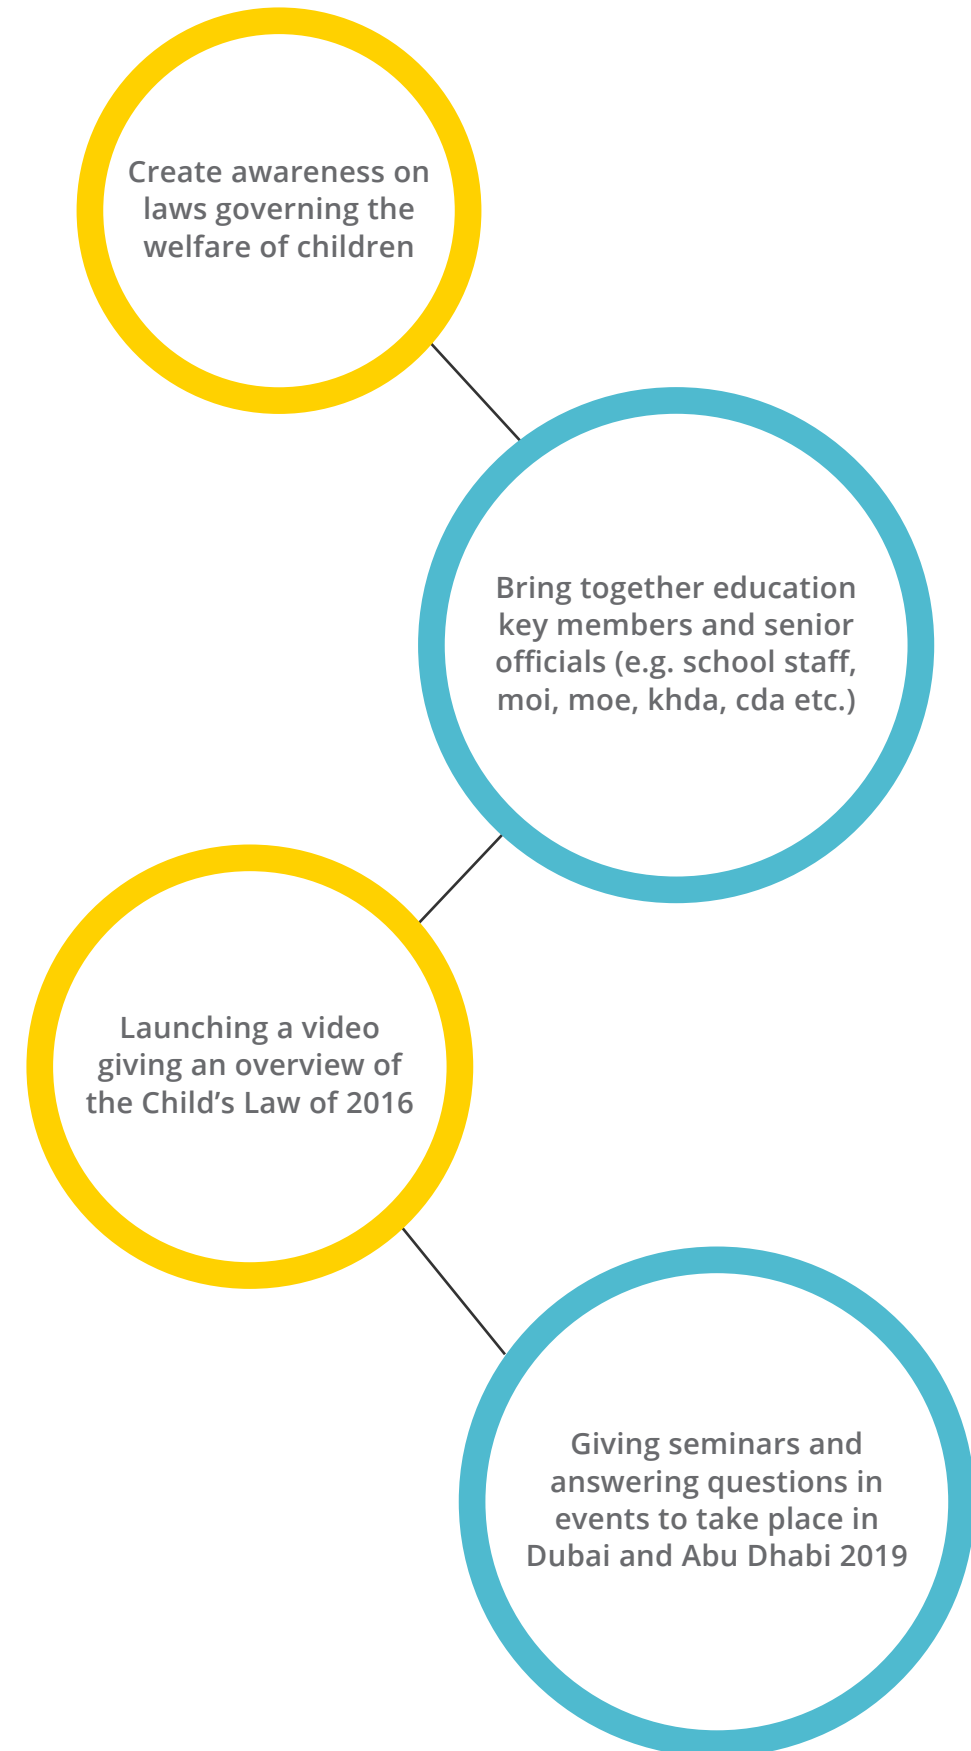 Create awareness on
laws governing the
welfare of children
Bring together education
key members and senior
officials (e.g. school staff,
moi, moe, khda, cda etc.)
Launching a video
giving an overview of
the Child’s Law of 2016
Giving seminars and
answering questions in
events to take place in
Dubai and Abu Dhabi 2019